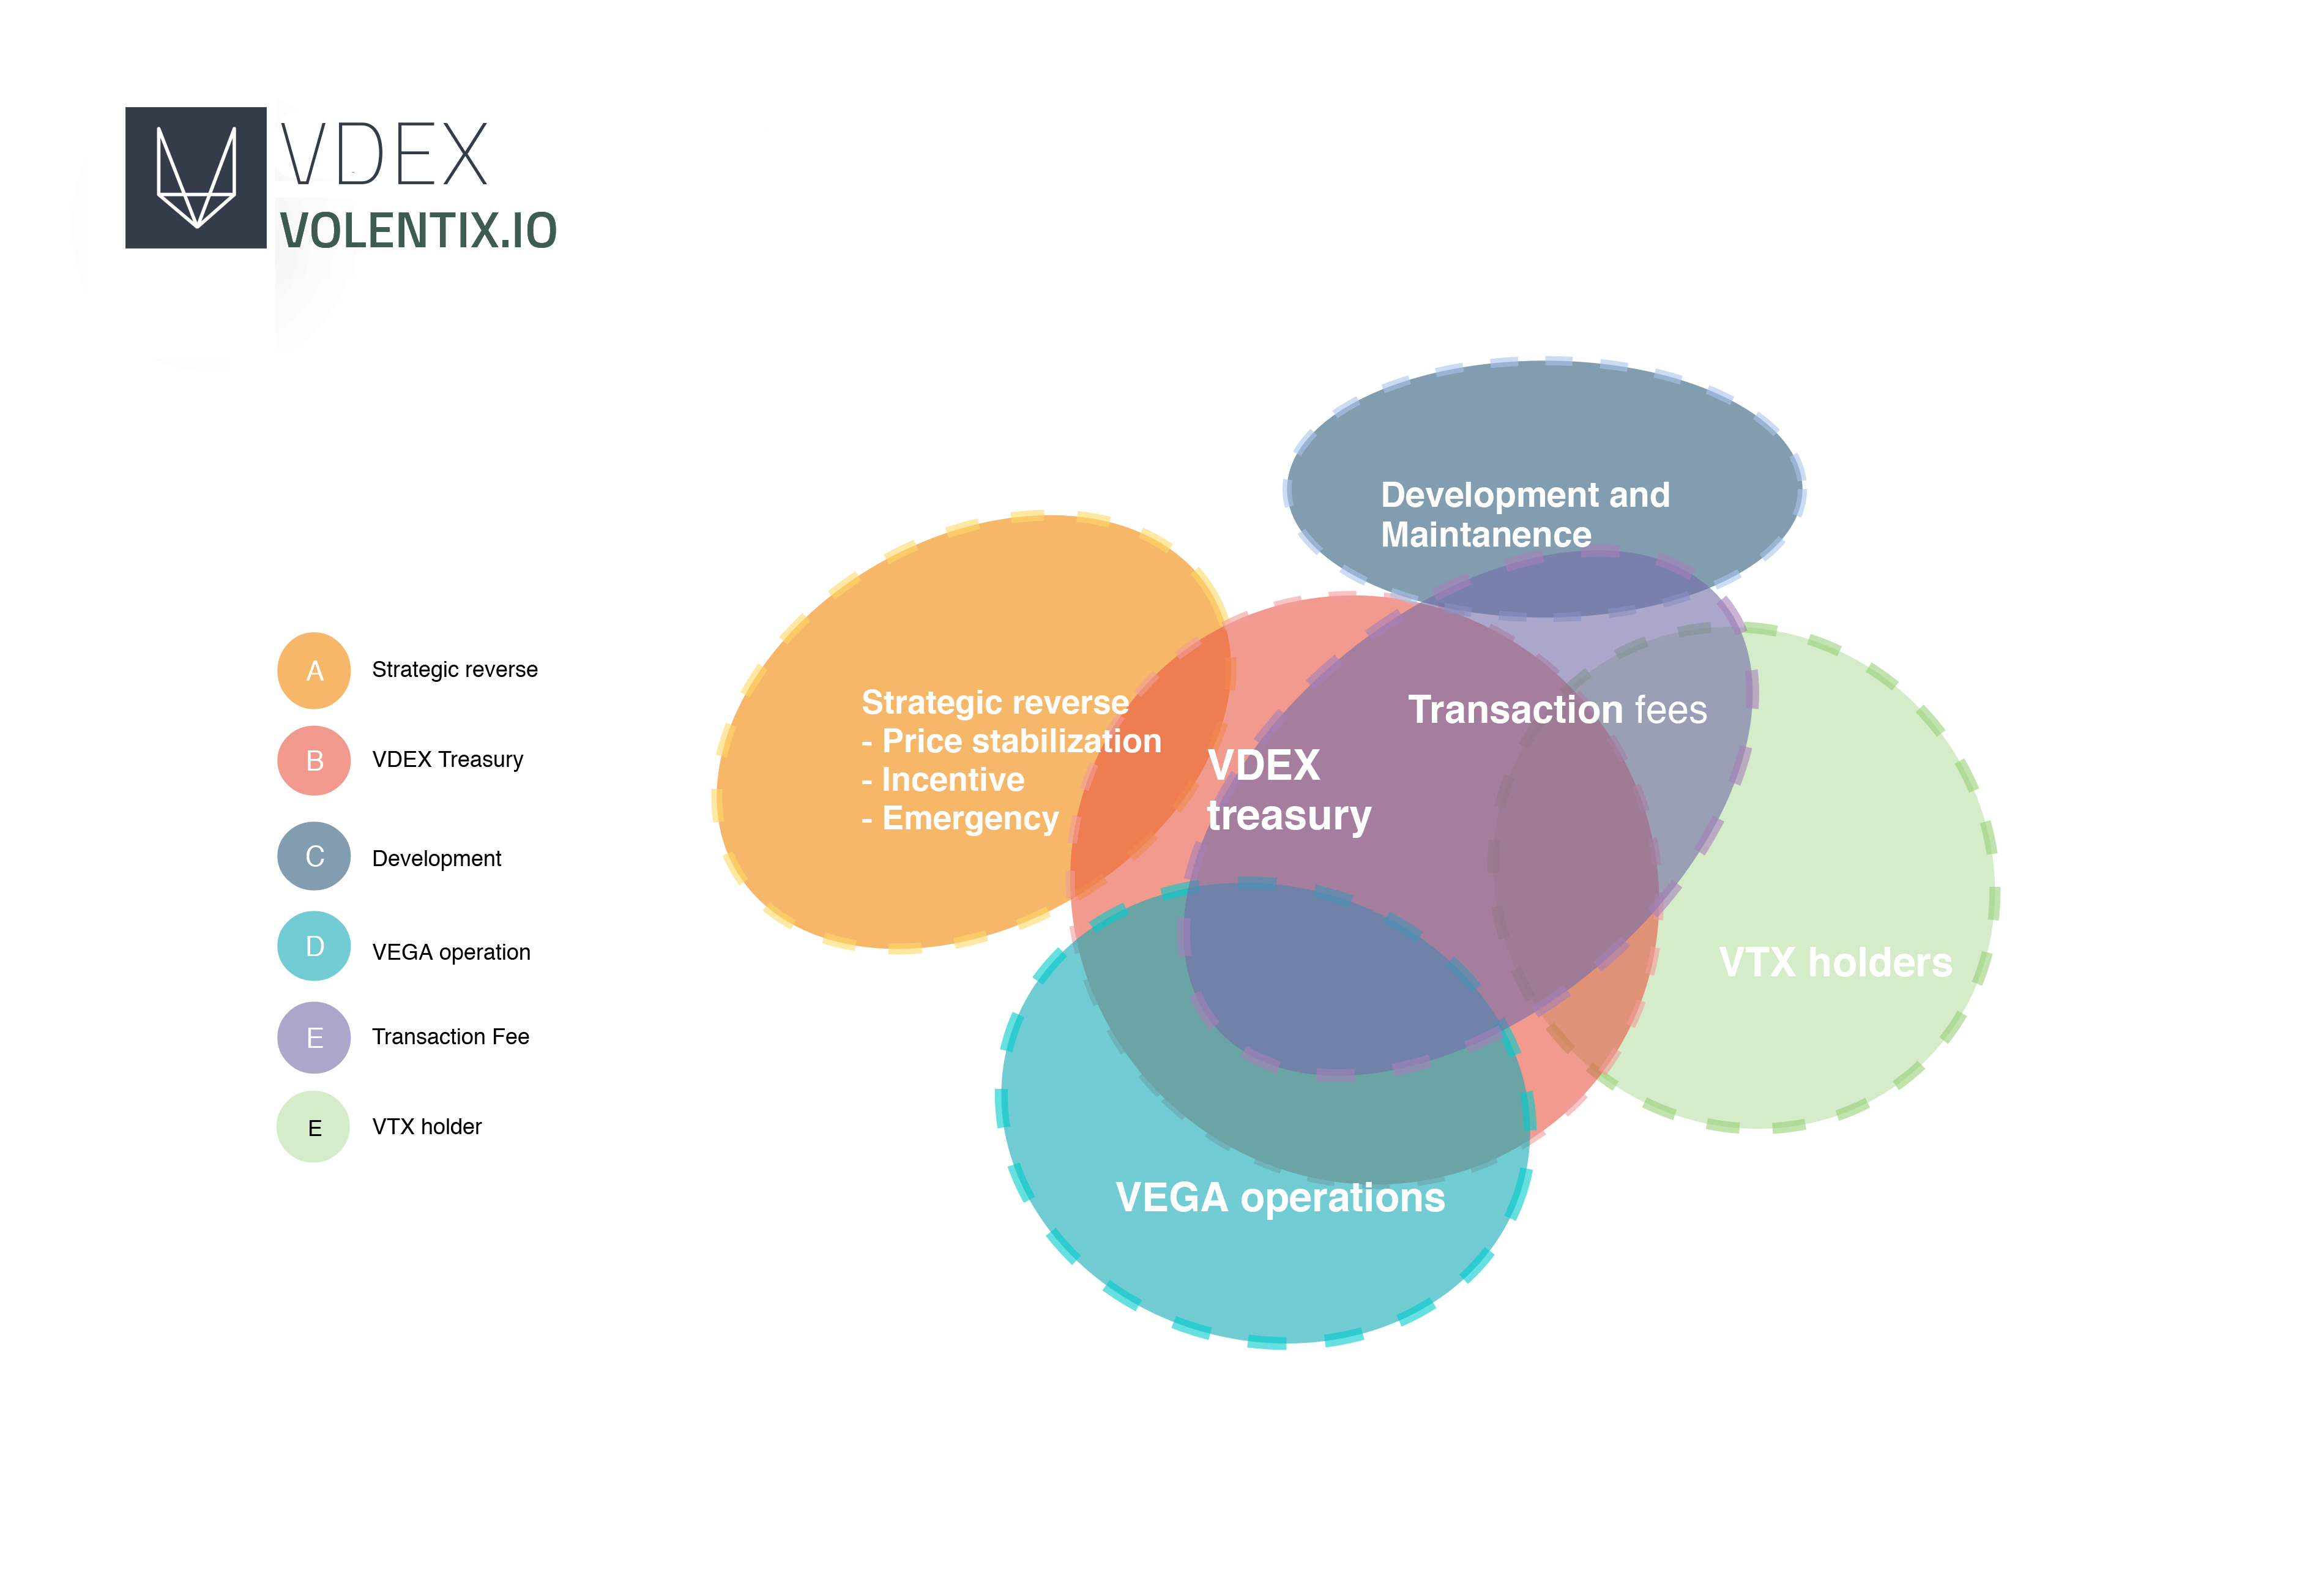 VDEX
VOLENTIX.IO
Development and
Maintanence
Strategic reverse
- Price stabilization
- Incentive
- Emergency
Transaction fees
VDEX
treasury
VTX holders
VEGA operations
A Strategic reverse
B VDEX Treasury
C Development
D VEGA operation
E Transaction Fee
E VTX holder